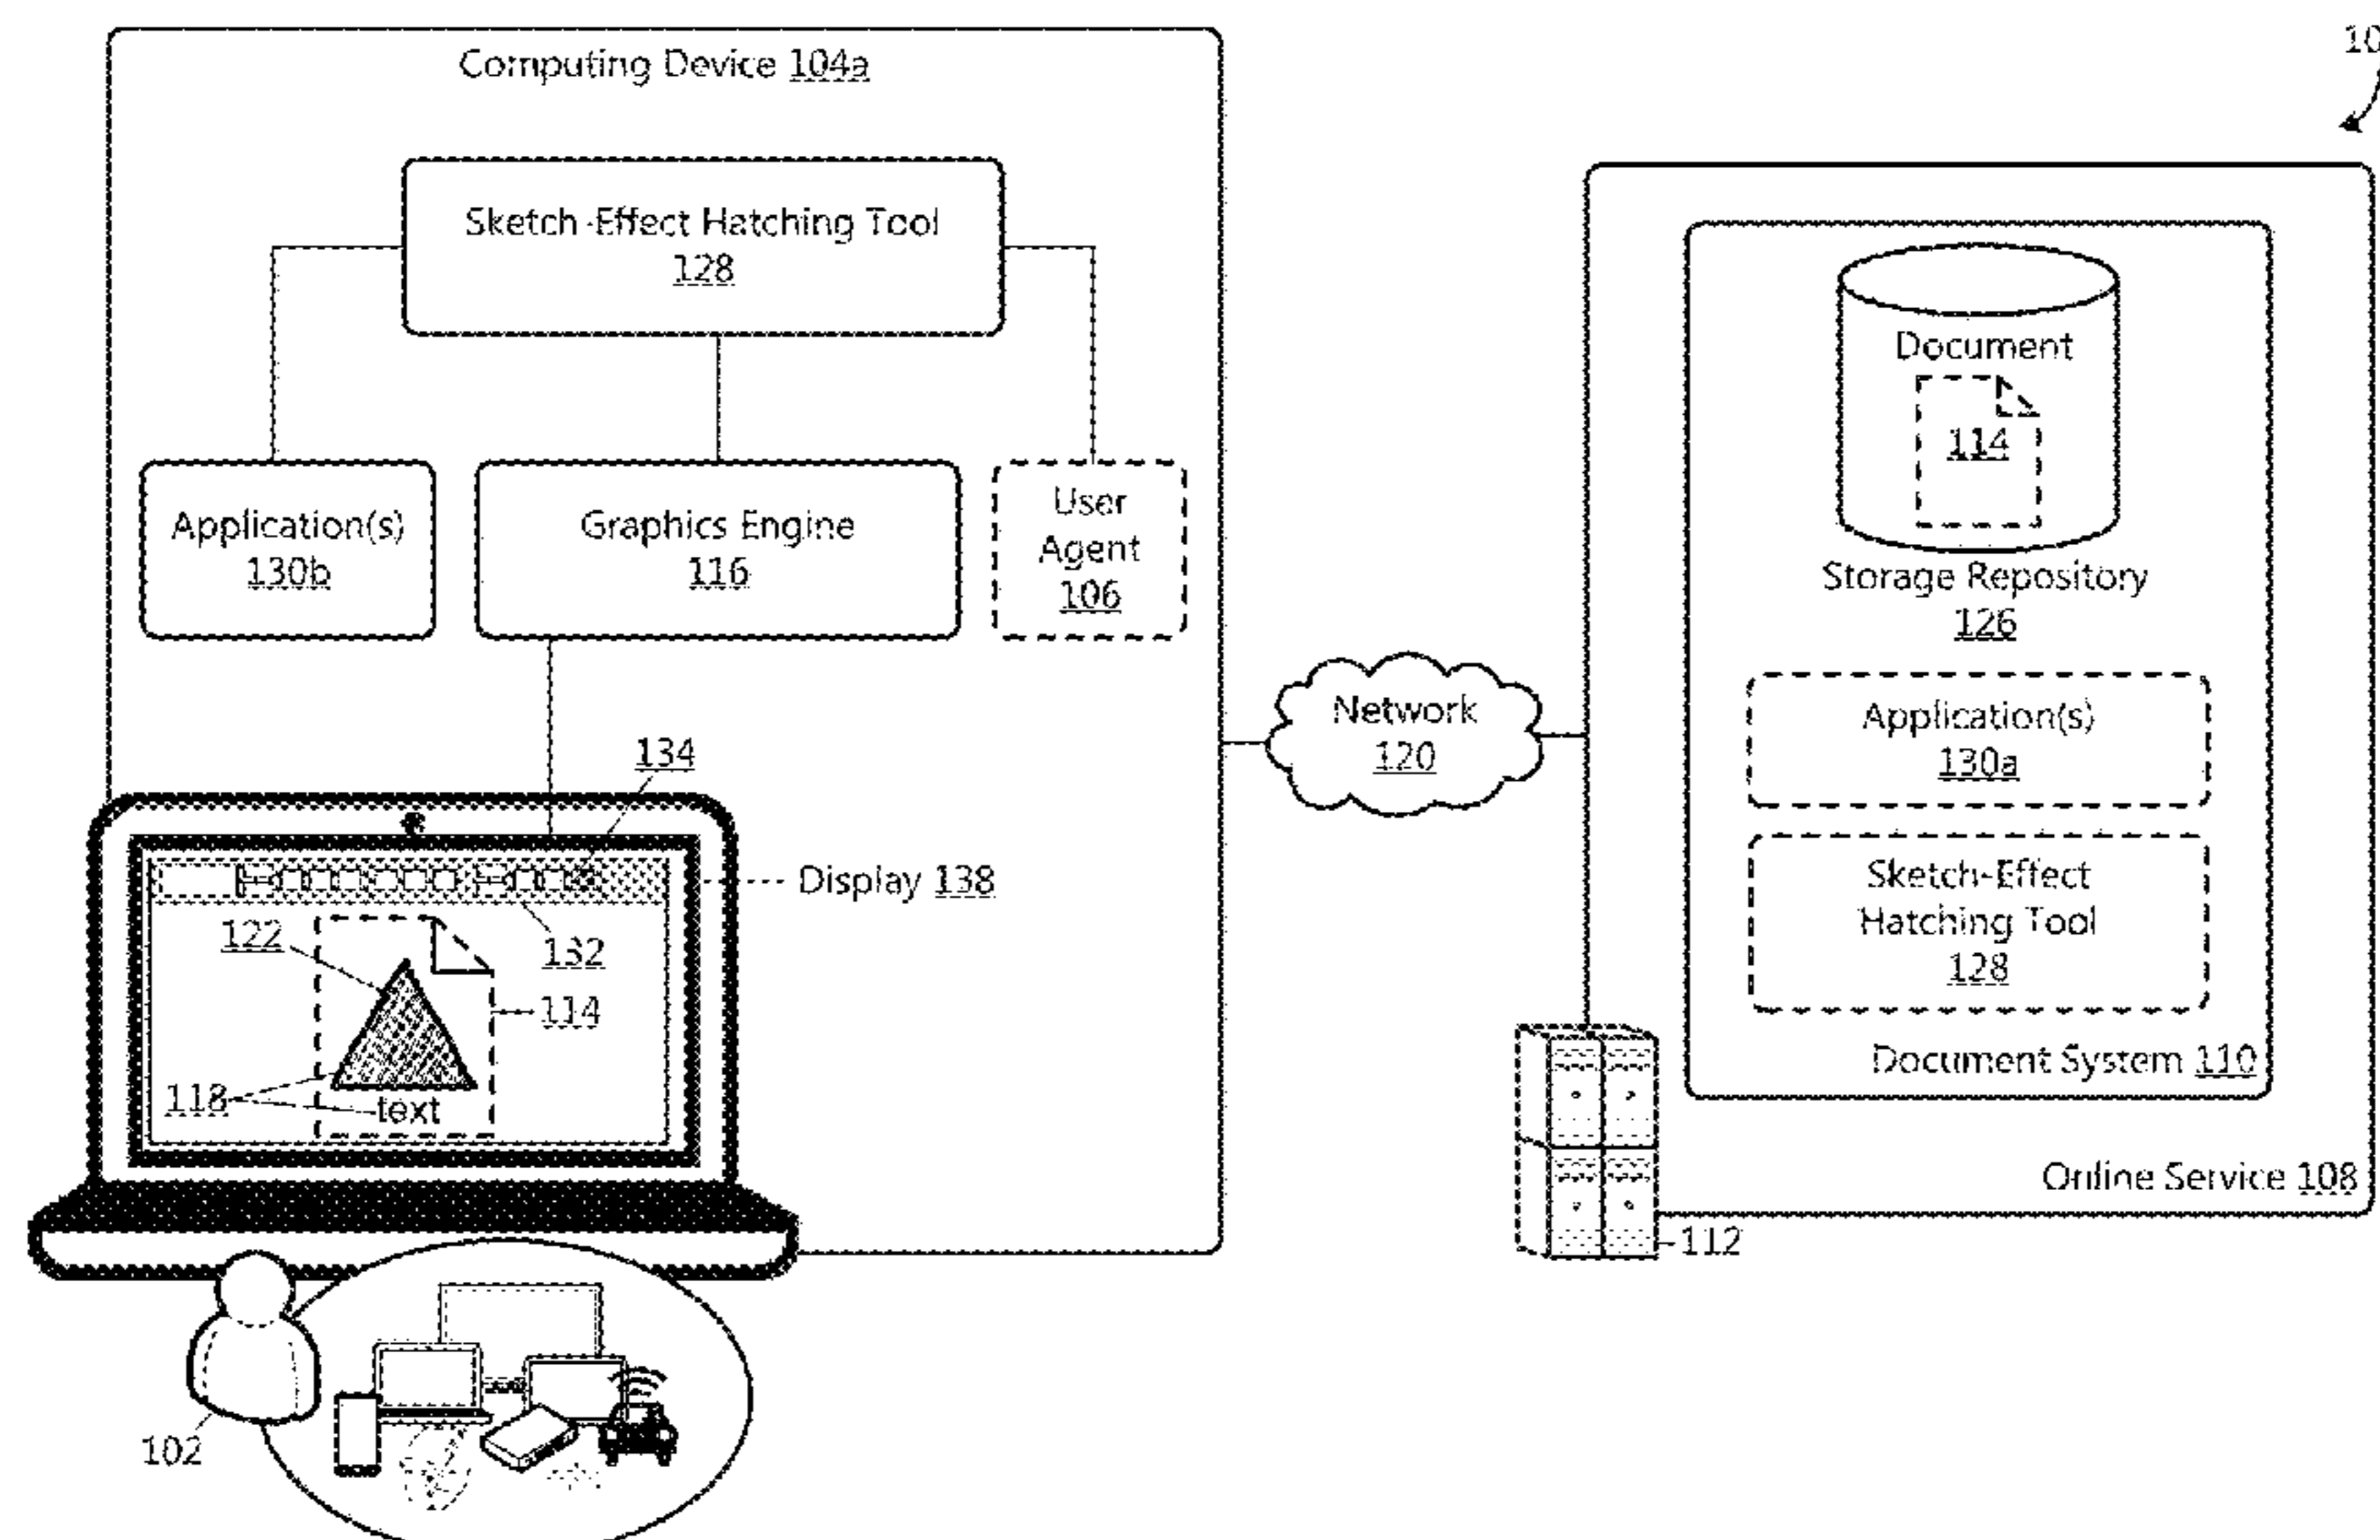 Computing Device 104a
Sketch-Effect Hatching Tool
128
Application(s)
130b
Graphics Engine
116
User
Agent
106
134
Display 138
122
132
114
118
text
102
Network
120
Document
114
Storage Repository
126
Application(s)
130a
Sketch-Effect
Hatching Tool
128
Document System 110
Online Service 108
112